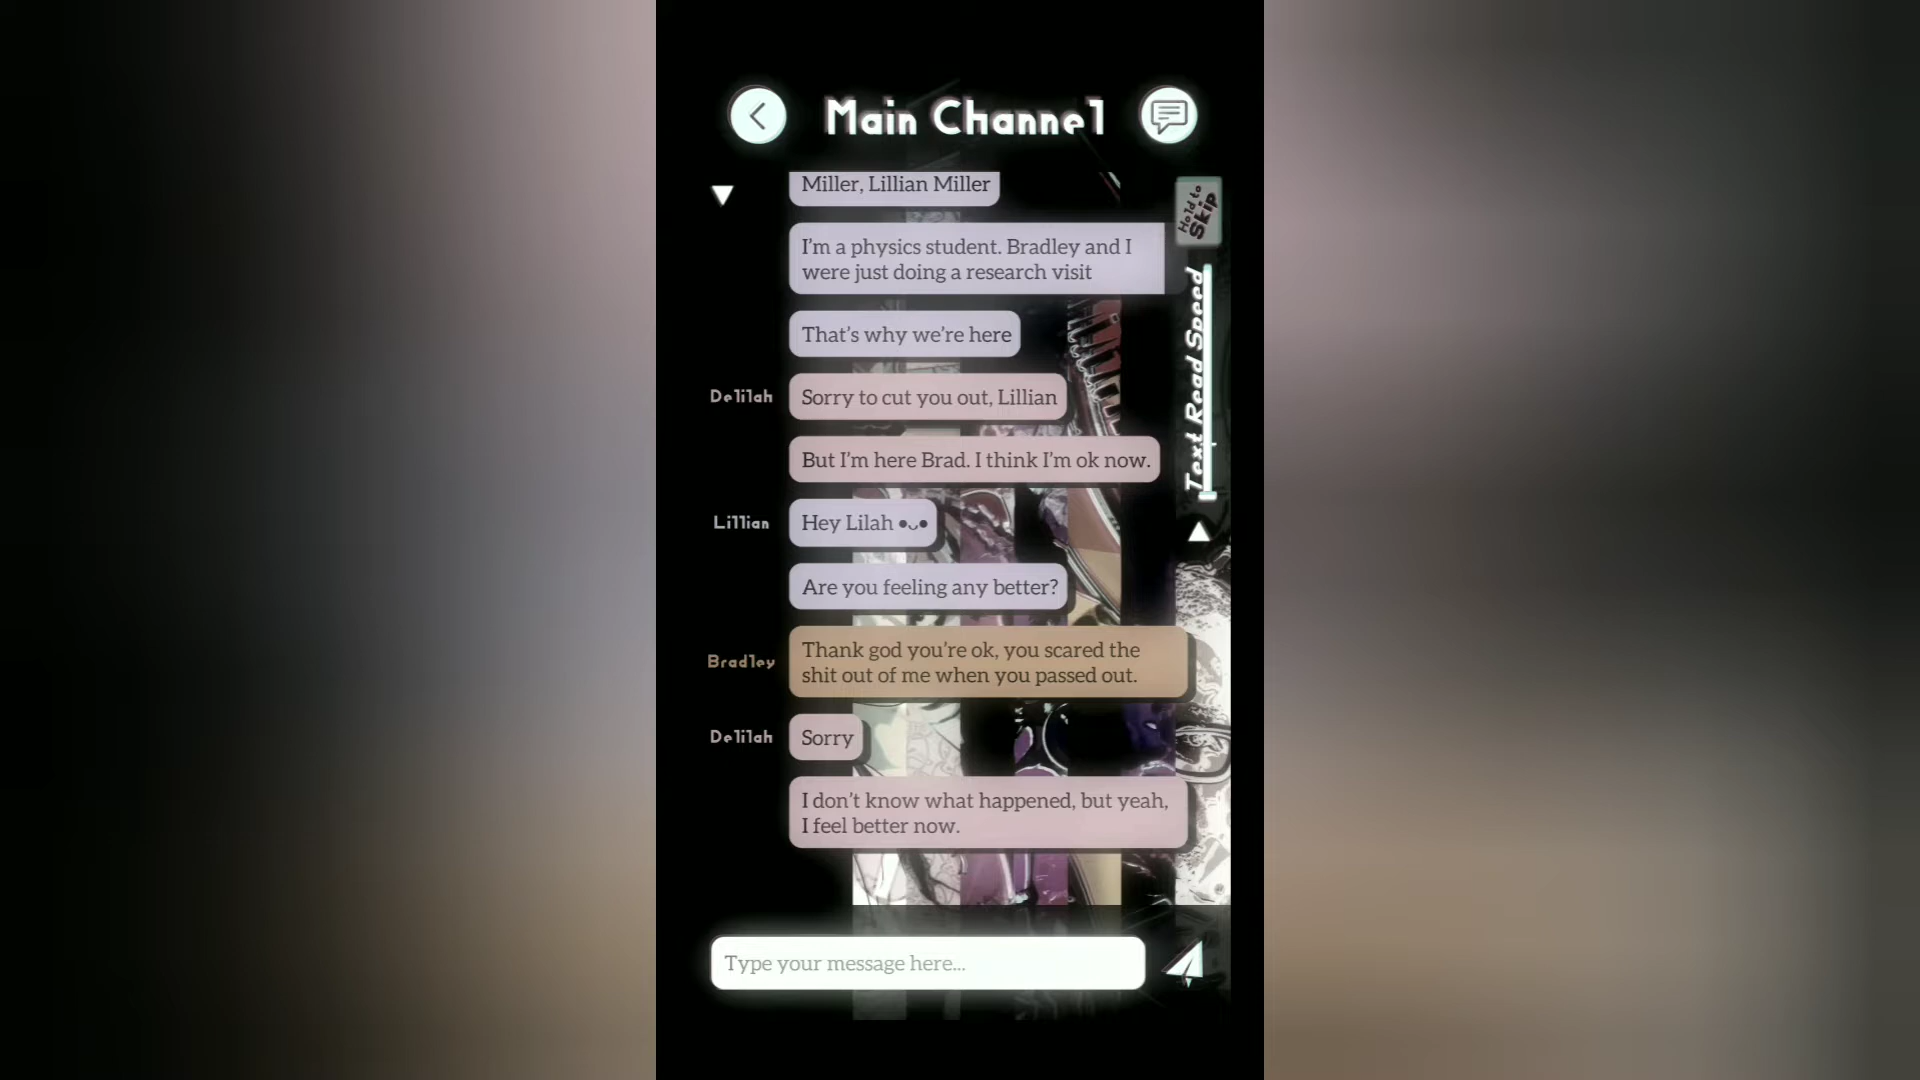 Main Channel
Miller, Lillian Miller
Hold to
Skip
I'm a physics student. Bradley and I
were just doing a research visit
Text Read Speed
That's why we're here
Delilah
Sorry to cut you out, Lillian
But I'm here Brad. I think I'm ok now.
Lillian
Hey Lilah •ᴗ•
Are you feeling any better?
Bradley
Thank god you're ok, you scared the
shit out of me when you passed out.
Delilah
Sorry
I don't know what happened, but yeah,
I feel better now.
Type your message here...